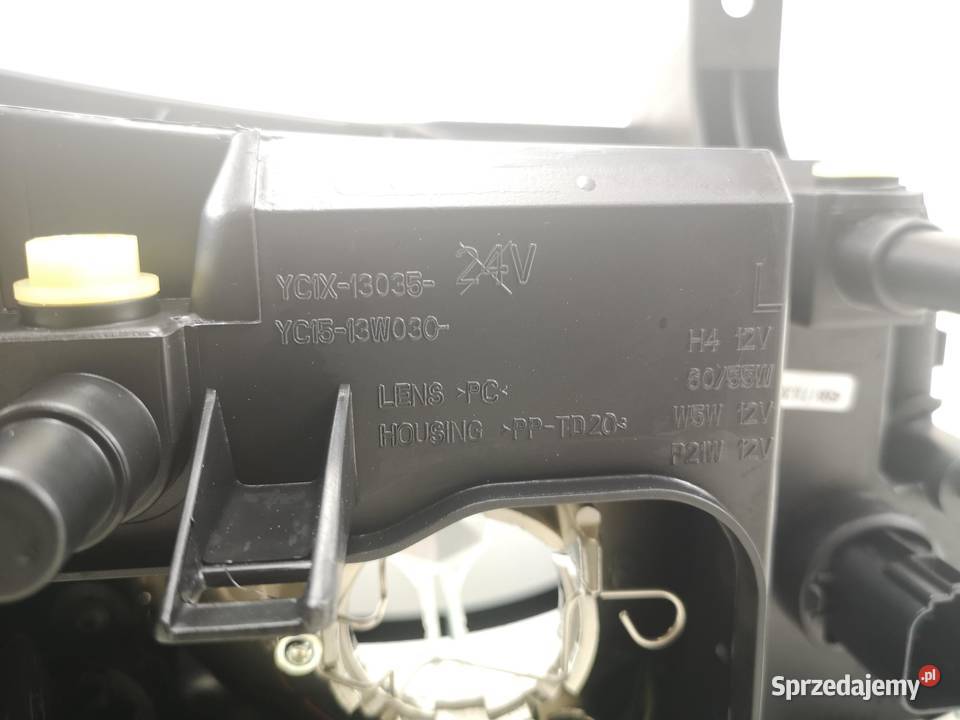 24V
YC1X-13035-
YC15-13W030-
L
H4 12V
60/55W
LENS >PC<
W5W 12V
HOUSING >PP-TD20<
P21W 12V
Sprzedajemy.pl